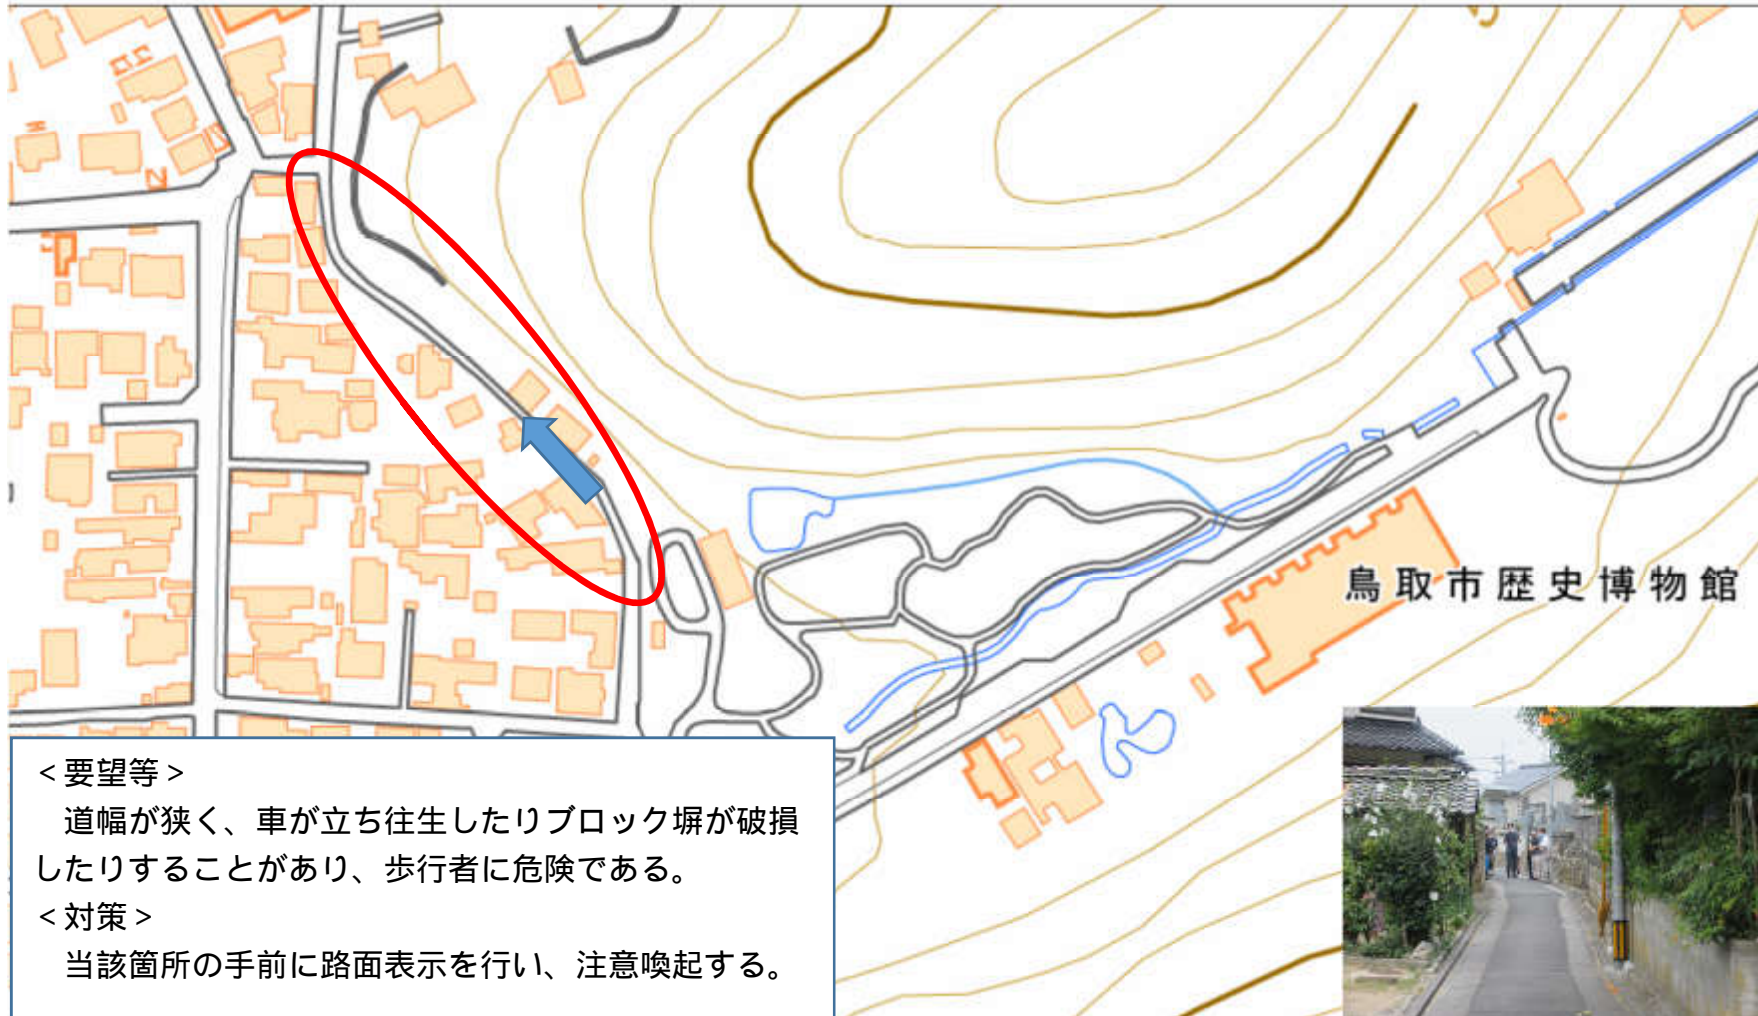 鳥取市歴史博物館
<要望等>
　道幅が狭く、車が立ち往生したりブロック塀が破損
したりすることがあり、歩行者に危険である。
<対策>
　当該箇所の手前に路面表示を行い、注意喚起する。